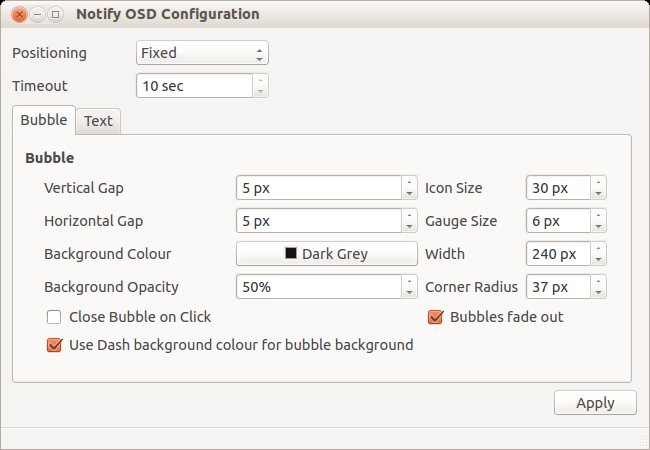 Notify OSD Configuration
Positioning Fixed
Timeout 10 sec
Bubble Text
Bubble
Vertical Gap 5 px Icon Size 30 px
Horizontal Gap 5 px Gauge Size 6 px
Background Colour Dark Grey Width 240 px
Background Opacity 50% Corner Radius 37 px
Close Bubble on Click Bubbles fade out
Use Dash background colour for bubble background
Apply